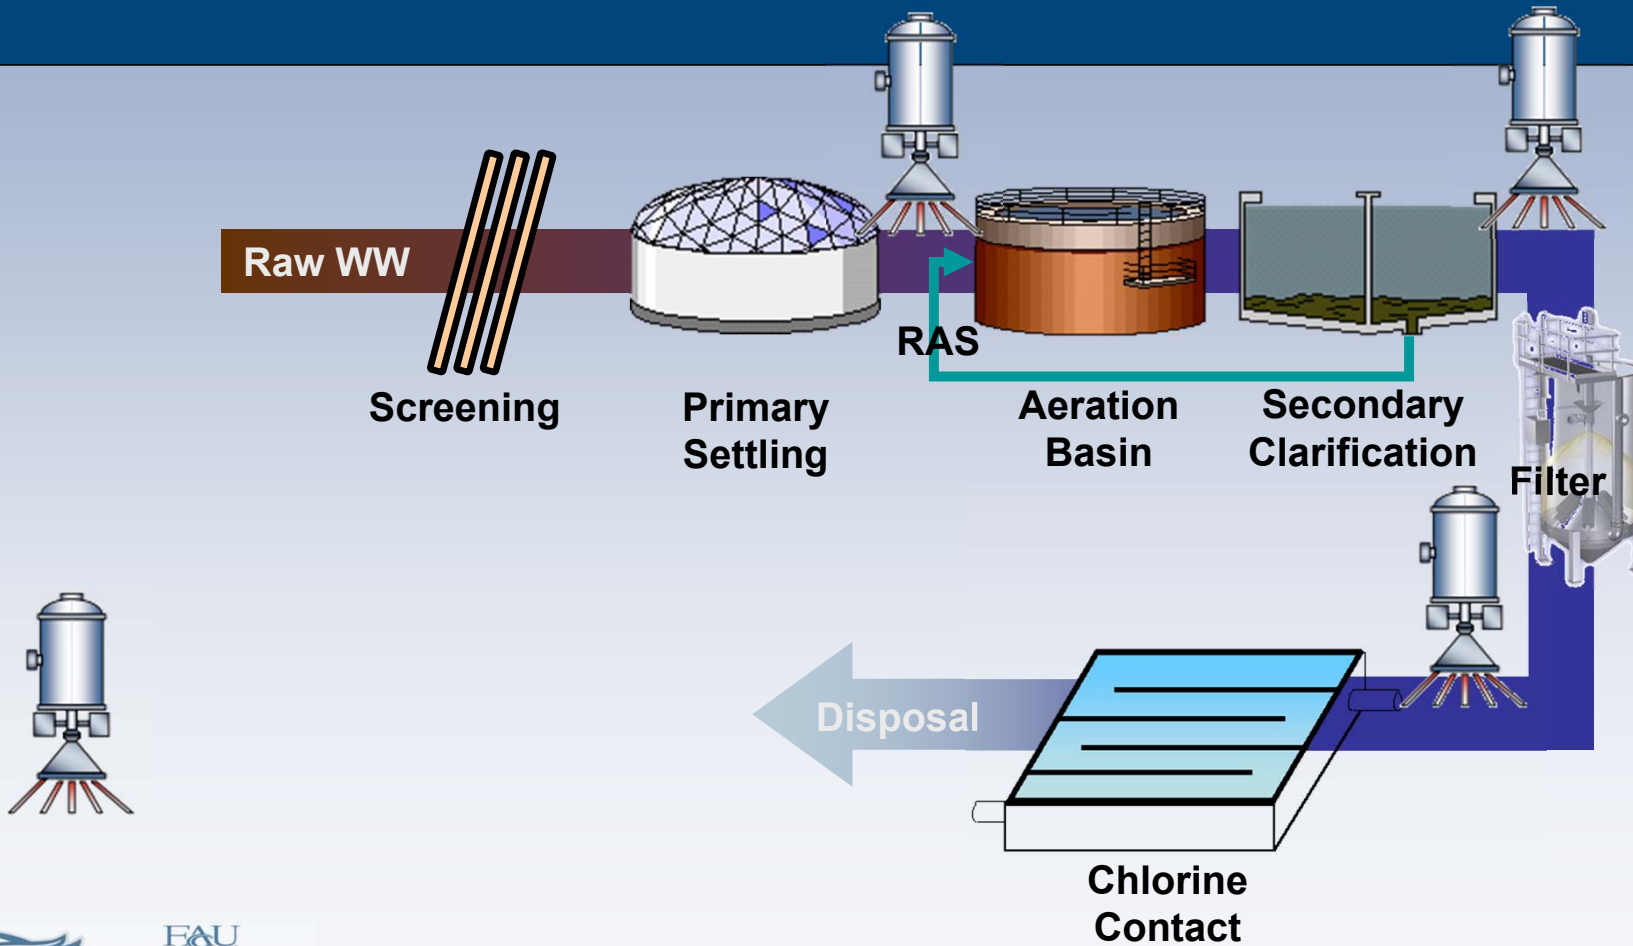 Raw WW
RAS
Screening
Primary
Settling
Aeration
Basin
Secondary
Clarification
Filter
Disposal
Chlorine
Contact
FAU